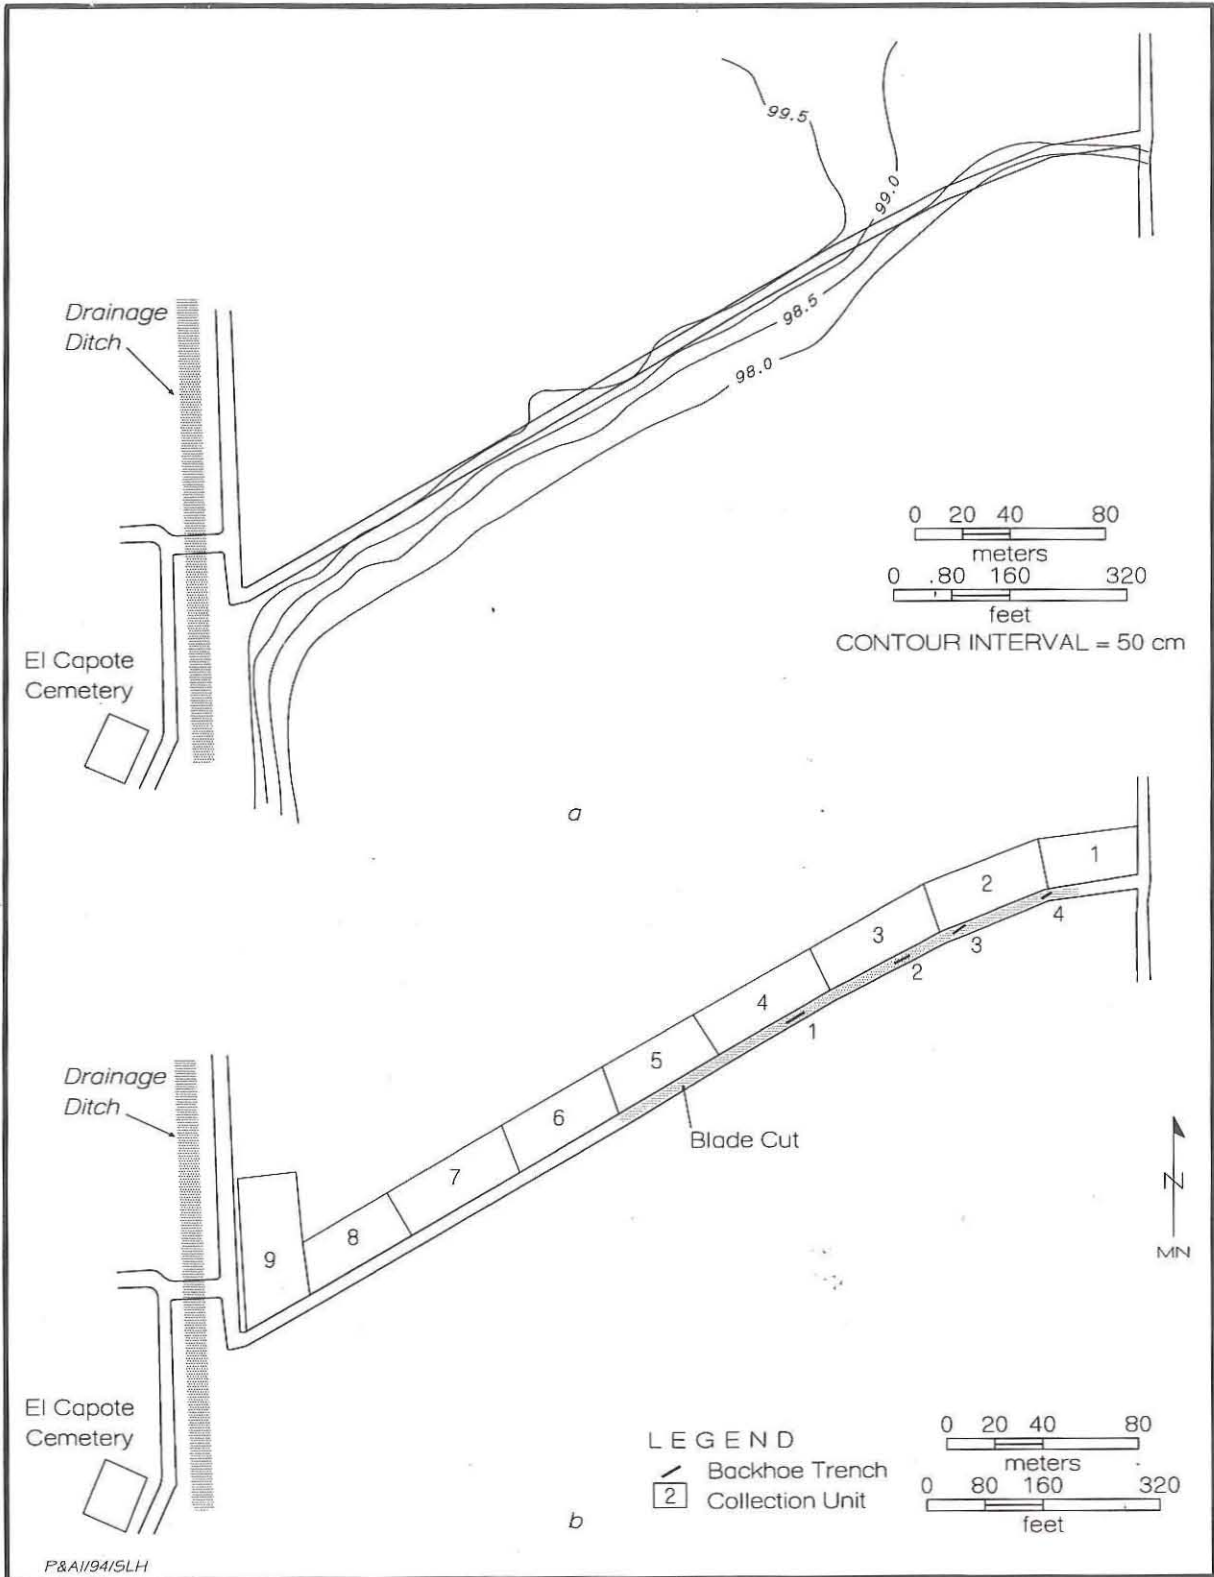 99.5
99.0
98.5
98.0
Drainage
Ditch
0 20 40 80
meters
0 .80 160 320
feet
CONTOUR INTERVAL = 50 cm
El Capote
Cemetery
a
1
2
3
4
3
2
4
1
5
6
7
8
9
Blade Cut
Drainage
Ditch
N
MN
El Capote
Cemetery
LEGEND
Backhoe Trench
2 Collection Unit
0 20 40 80
meters
0 80 160 320
feet
b
P&AI/94/SLH